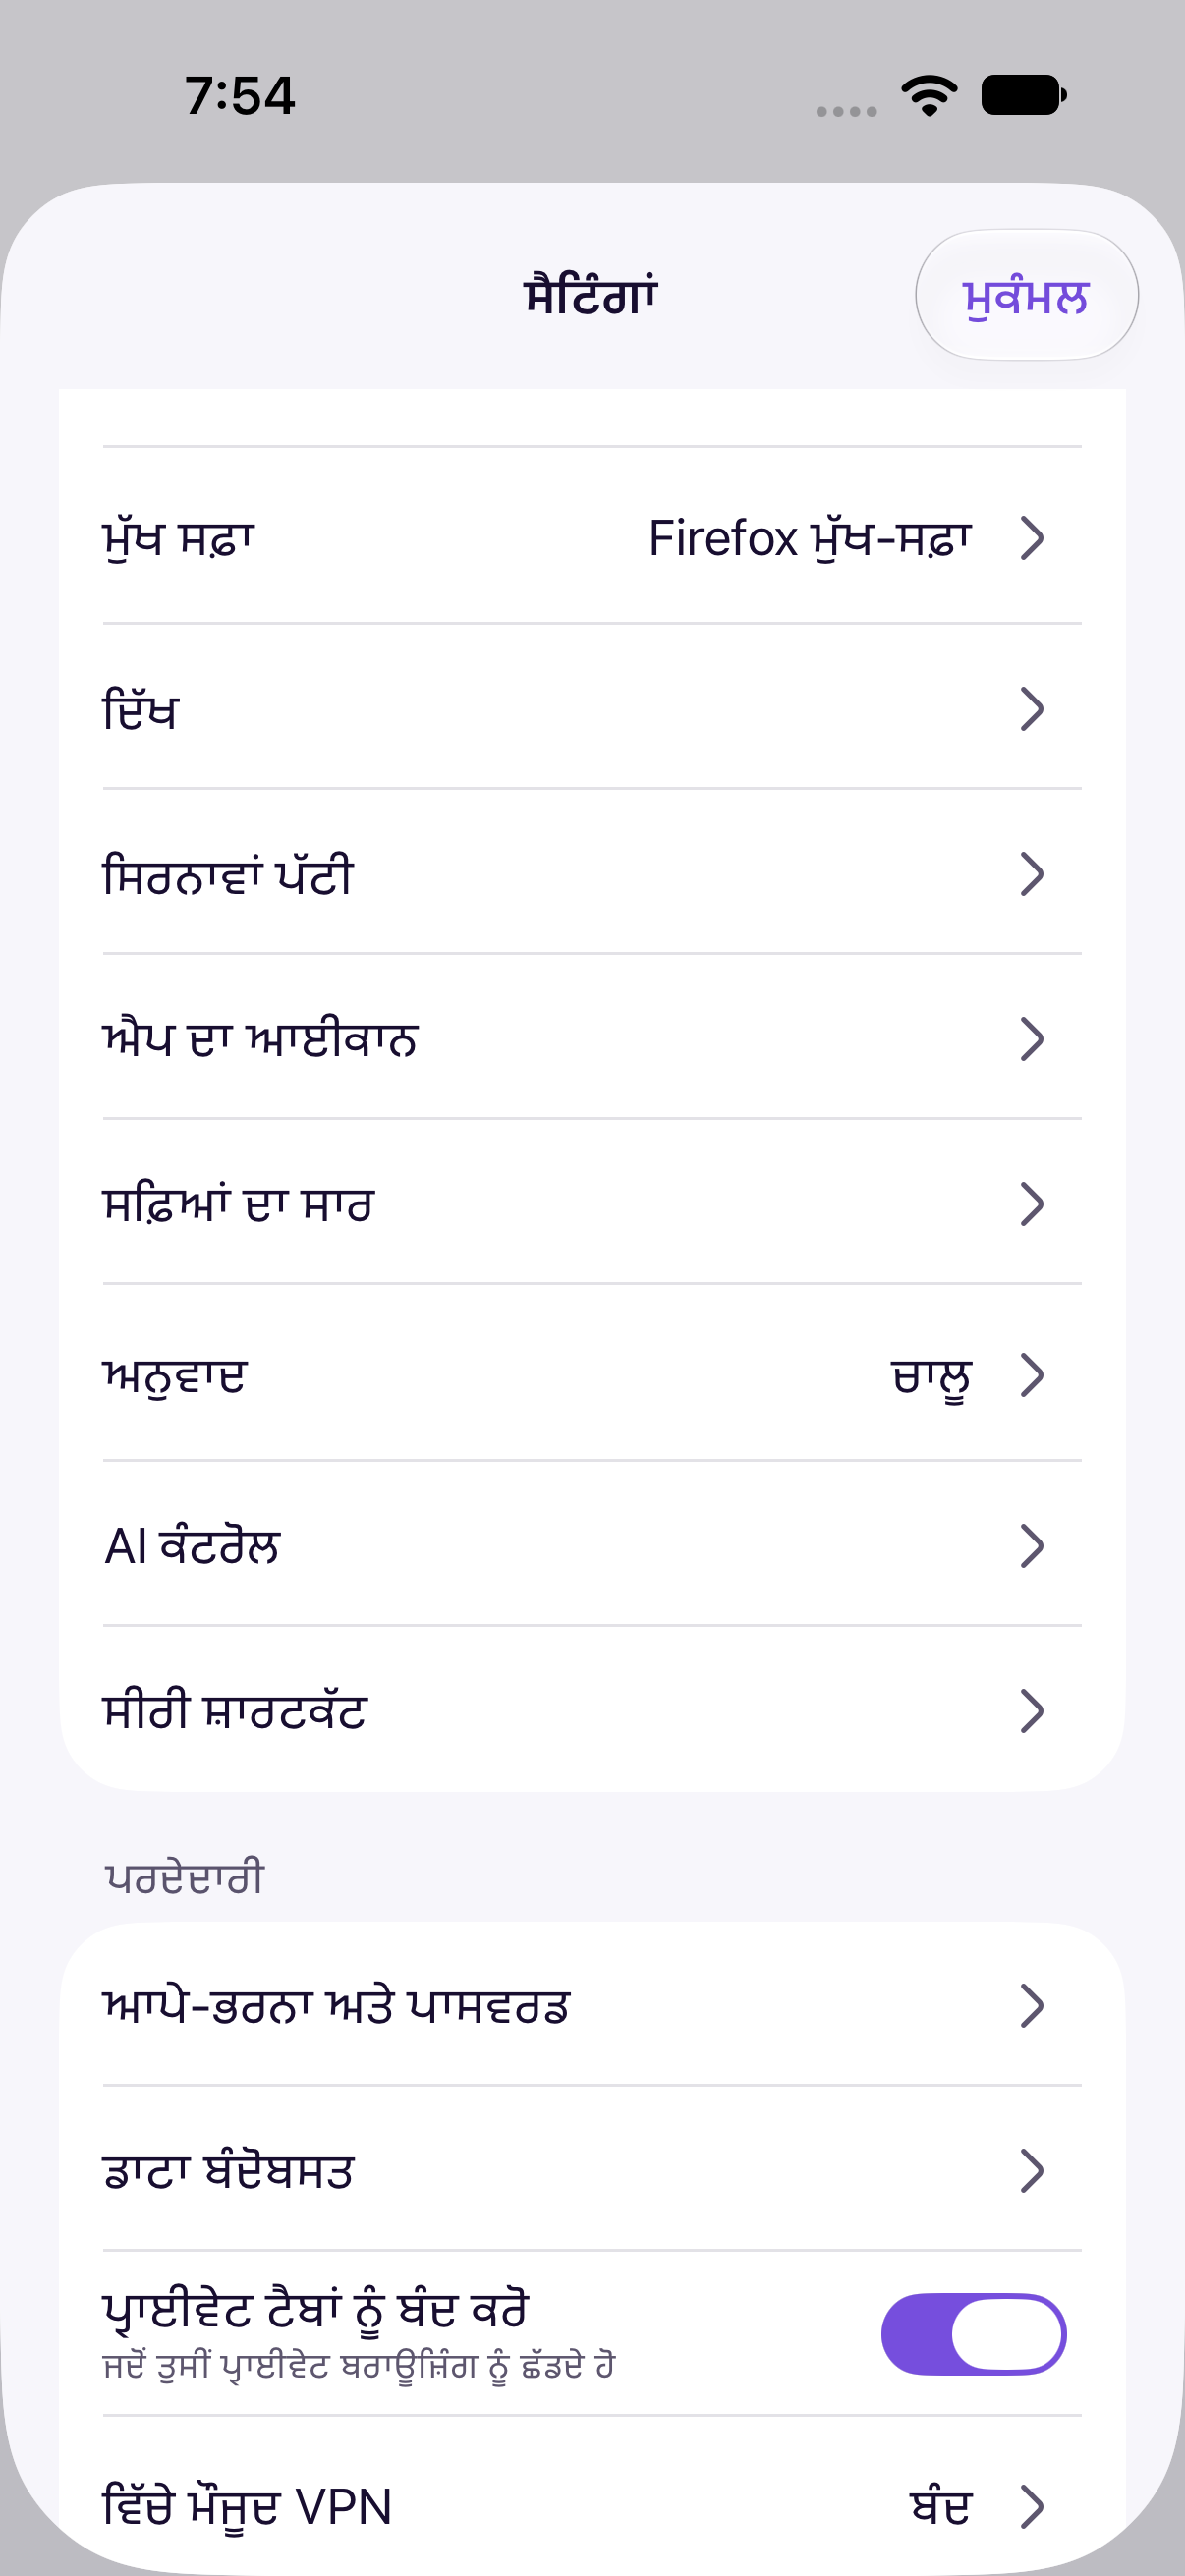 7:54
ਸੈਟਿੰਗਾਂ
ਮੁਕੰਮਲ
ਮੁੱਖ ਸਫ਼ਾ
Firefox ਮੁੱਖ-ਸਫ਼ਾ
ਦਿੱਖ
ਸਿਰਨਾਵਾਂ ਪੱਟੀ
ਐਪ ਦਾ ਆਈਕਾਨ
ਸਫ਼ਿਆਂ ਦਾ ਸਾਰ
ਅਨੁਵਾਦ
ਚਾਲੂ
AI ਕੰਟਰੋਲ
ਸੀਰੀ ਸ਼ਾਰਟਕੱਟ
ਪਰਦੇਦਾਰੀ
ਆਪੇ-ਭਰਨਾ ਅਤੇ ਪਾਸਵਰਡ
ਡਾਟਾ ਬੰਦੋਬਸਤ
ਪ੍ਰਾਈਵੇਟ ਟੈਬਾਂ ਨੂੰ ਬੰਦ ਕਰੋ
ਜਦੋਂ ਤੁਸੀਂ ਪ੍ਰਾਈਵੇਟ ਬਰਾਊਜ਼ਿੰਗ ਨੂੰ ਛੱਡਦੇ ਹੋ
ਵਿੱਚੇ ਮੌਜੂਦ VPN
ਬੰਦ